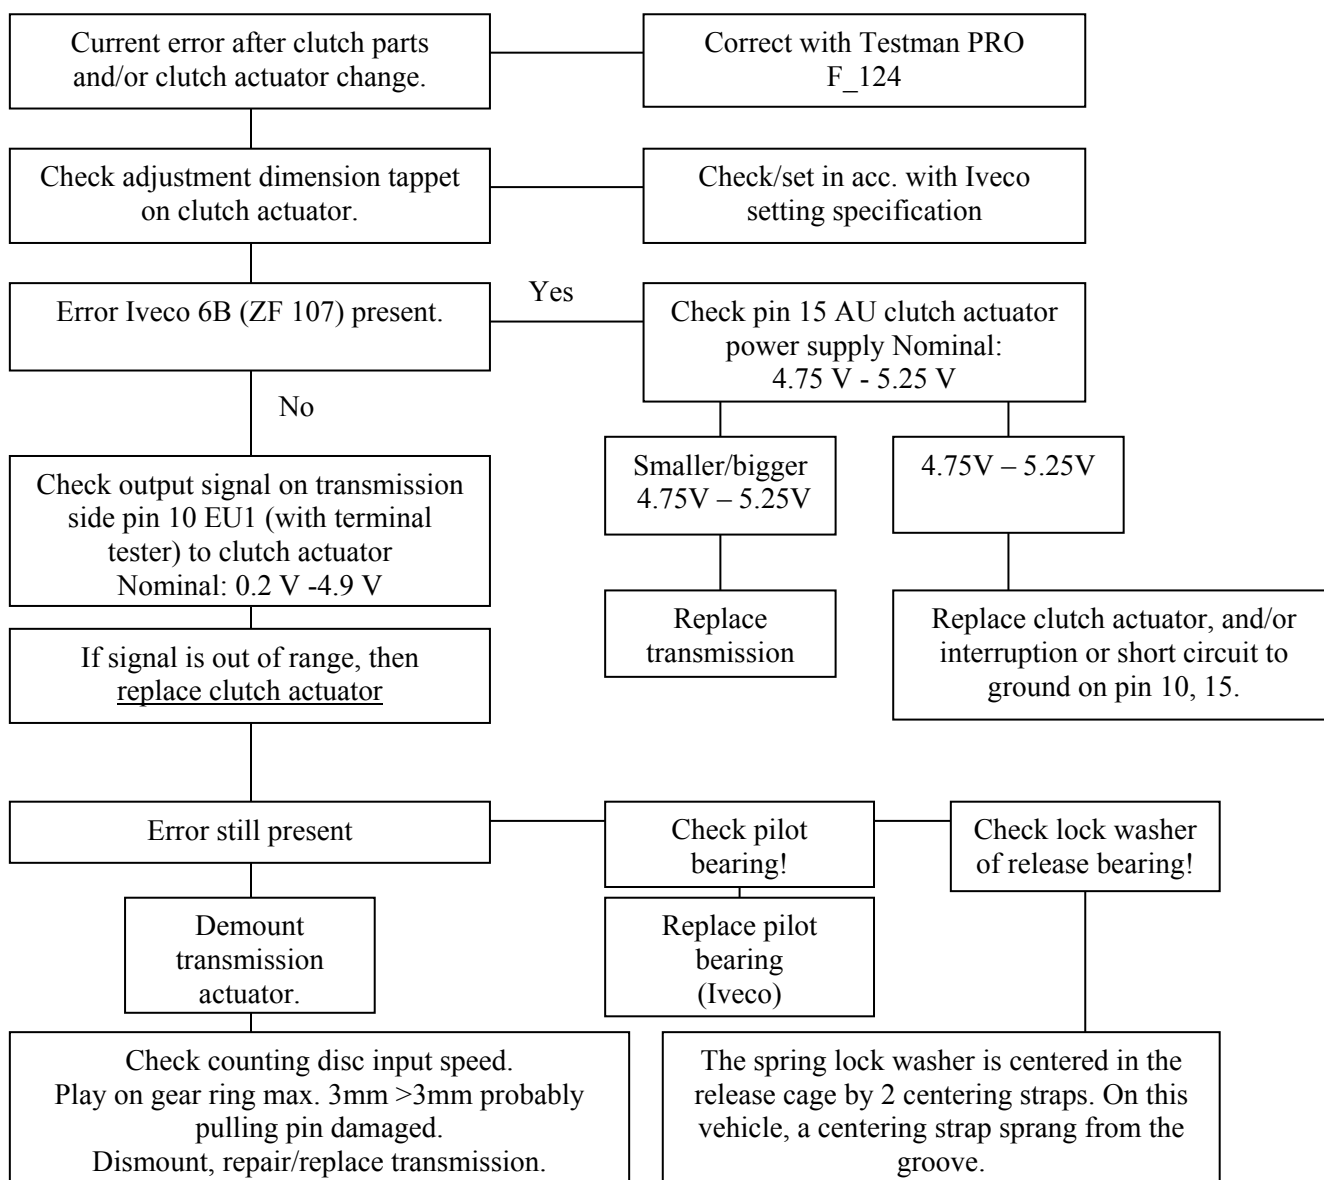 Current error after clutch parts
and/or clutch actuator change.
Correct with Testman PRO
F_124
Check adjustment dimension tappet
on clutch actuator.
Check/set in acc. with Iveco
setting specification
Error Iveco 6B (ZF 107) present.
Yes
Check pin 15 AU clutch actuator
power supply Nominal:
4.75 V - 5.25 V
No
Smaller/bigger
4.75V – 5.25V
4.75V – 5.25V
Check output signal on transmission
side pin 10 EU1 (with terminal
tester) to clutch actuator
Nominal: 0.2 V -4.9 V
Replace
transmission
Replace clutch actuator, and/or
interruption or short circuit to
ground on pin 10, 15.
If signal is out of range, then
replace clutch actuator
Error still present
Check pilot
bearing!
Check lock washer
of release bearing!
Demount
transmission
actuator.
Replace pilot
bearing
(Iveco)
Check counting disc input speed.
Play on gear ring max. 3mm >3mm probably
pulling pin damaged.
Dismount, repair/replace transmission.
The spring lock washer is centered in the
release cage by 2 centering straps. On this
vehicle, a centering strap sprang from the
groove.